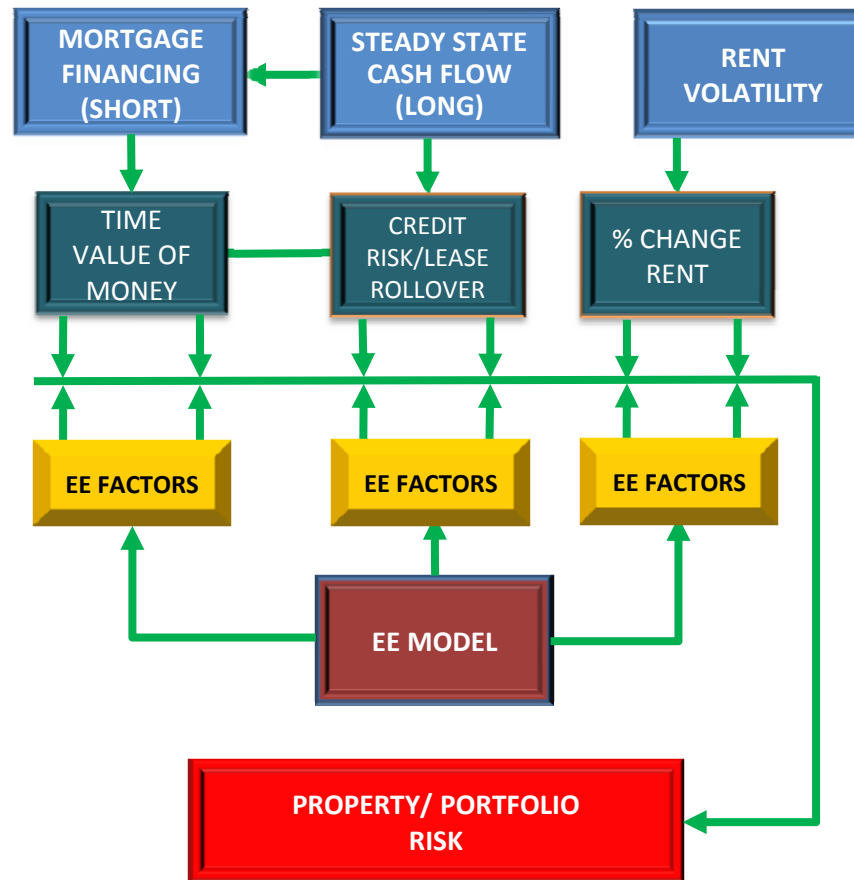 MORTGAGE
FINANCING
(SHORT)
STEADY STATE
CASH FLOW
(LONG)
RENT
VOLATILITY
TIME
VALUE OF
MONEY
CREDIT
RISK/LEASE
ROLLOVER
% CHANGE
RENT
EE FACTORS
EE FACTORS
EE FACTORS
EE MODEL
PROPERTY/ PORTFOLIO
RISK